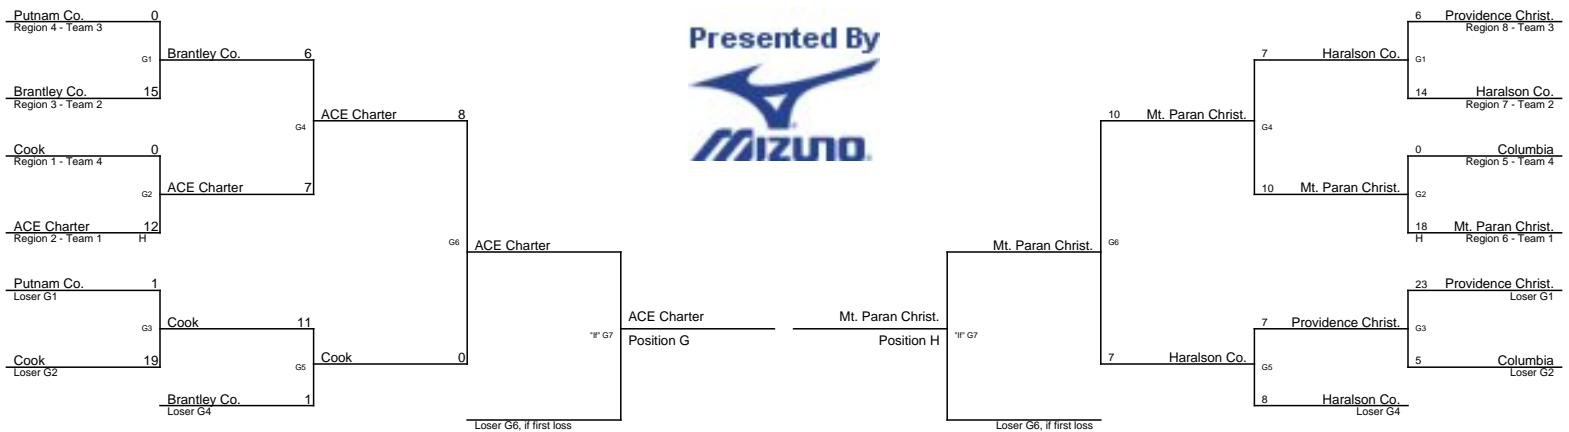 Putnam Co. 0
Region 4 - Team 3
G1
Brantley Co. 6
Brantley Co. 15
Region 3 - Team 2
G4
ACE Charter 8
Cook 0
Region 1 - Team 4
G2
ACE Charter 7
ACE Charter 12
Region 2 - Team 1 H
G6
ACE Charter
Putnam Co. 1
Loser G1
G3
Cook 11
Cook 19
Loser G2
G5
Cook 0
Brantley Co. 1
Loser G4
Loser G6, if first loss
"If" G7
ACE Charter
Position G
Presented By
MIZUNO
6 Providence Christ.
Region 8 - Team 3
7 Haralson Co.
G1
14 Haralson Co.
Region 7 - Team 2
10 Mt. Paran Christ.
G4
0 Columbia
Region 5 - Team 4
10 Mt. Paran Christ.
G2
18 Mt. Paran Christ.
H Region 6 - Team 1
Mt. Paran Christ.
G6
23 Providence Christ.
Loser G1
7 Providence Christ.
G3
5 Columbia
Loser G2
7 Haralson Co.
G5
8 Haralson Co.
Loser G4
Loser G6, if first loss
Mt. Paran Christ.
Position H
"If" G7